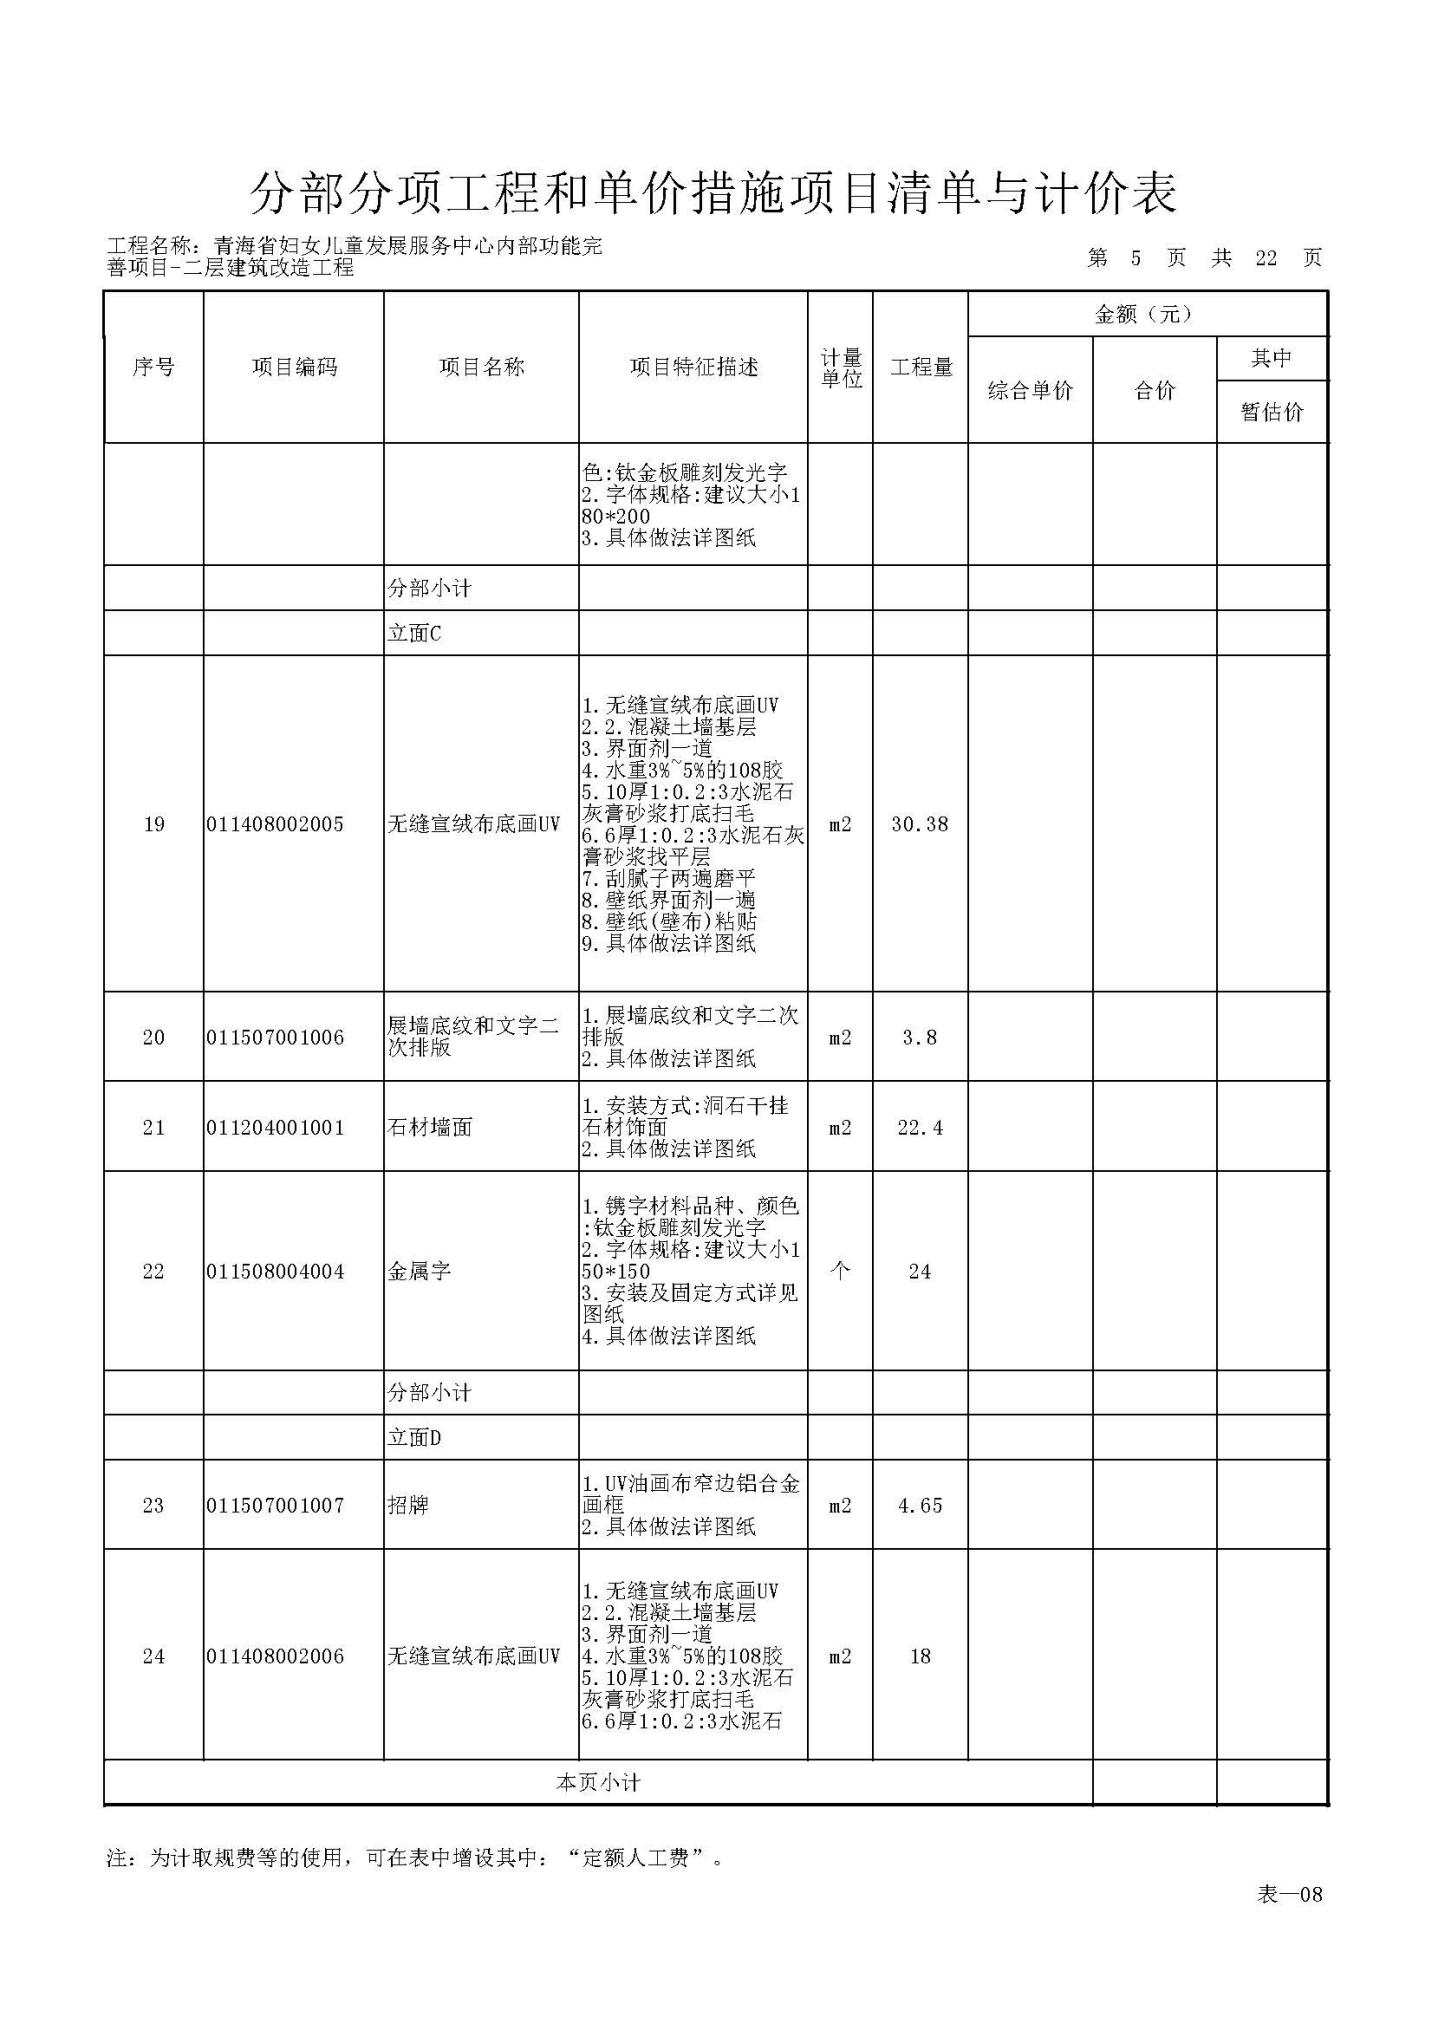 分部分项工程和单价措施项目清单与计价表
工程名称：青海省妇女儿童发展服务中心内部功能完
善项目-二层建筑改造工程
第 5 页 共 22 页
序号 项目编码 项目名称 项目特征描述 计量单位 工程量 金额（元）
综合单价 合价 其中
暂估价
色:钛金板雕刻发光字
2.字体规格:建议大小1
80*200
3.具体做法详图纸
分部小计
立面C
19 011408002005 无缝宣绒布底画UV
1.无缝宣绒布底画UV
2.2.混凝土墙基层
3.界面剂一道
4.水重3%~5%的108胶
5.10厚1:0.2:3水泥石
灰膏砂浆打底扫毛
6.6厚1:0.2:3水泥石灰
膏砂浆找平层
7.刮腻子两遍磨平
8.壁纸界面剂一遍
8.壁纸(壁布)粘贴
9.具体做法详图纸
m2 30.38
20 011507001006
展墙底纹和文字二
次排版
1.展墙底纹和文字二次
排版
2.具体做法详图纸
m2 3.8
21 011204001001 石材墙面
1.安装方式:洞石干挂
石材饰面
2.具体做法详图纸
m2 22.4
22 011508004004 金属字
1.镌字材料品种、颜色
:钛金板雕刻发光字
2.字体规格:建议大小1
50*150
3.安装及固定方式详见
图纸
4.具体做法详图纸
个 24
分部小计
立面D
23 011507001007 招牌
1.UV油画布窄边铝合金
画框
2.具体做法详图纸
m2 4.65
24 011408002006 无缝宣绒布底画UV
1.无缝宣绒布底画UV
2.2.混凝土墙基层
3.界面剂一道
4.水重3%~5%的108胶
5.10厚1:0.2:3水泥石
灰膏砂浆打底扫毛
6.6厚1:0.2:3水泥石
m2 18
本页小计
注：为计取规费等的使用，可在表中增设其中：“定额人工费”。
表—08